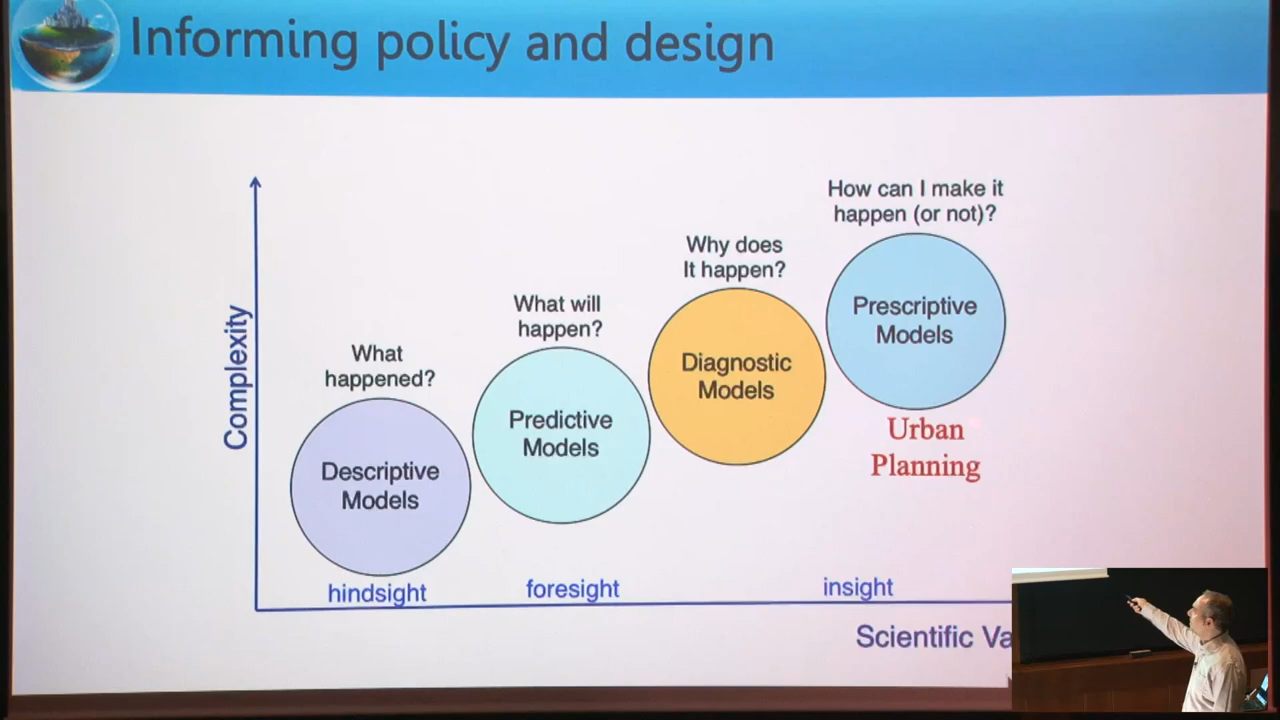 Informing policy and design
How can I make it
happen (or not)?
Why does
It happen?
What will
happen?
What
happened?
Prescriptive
Models
Diagnostic
Models
Predictive
Models
Descriptive
Models
Urban
Planning
Complexity
hindsight
foresight
insight
Scientific